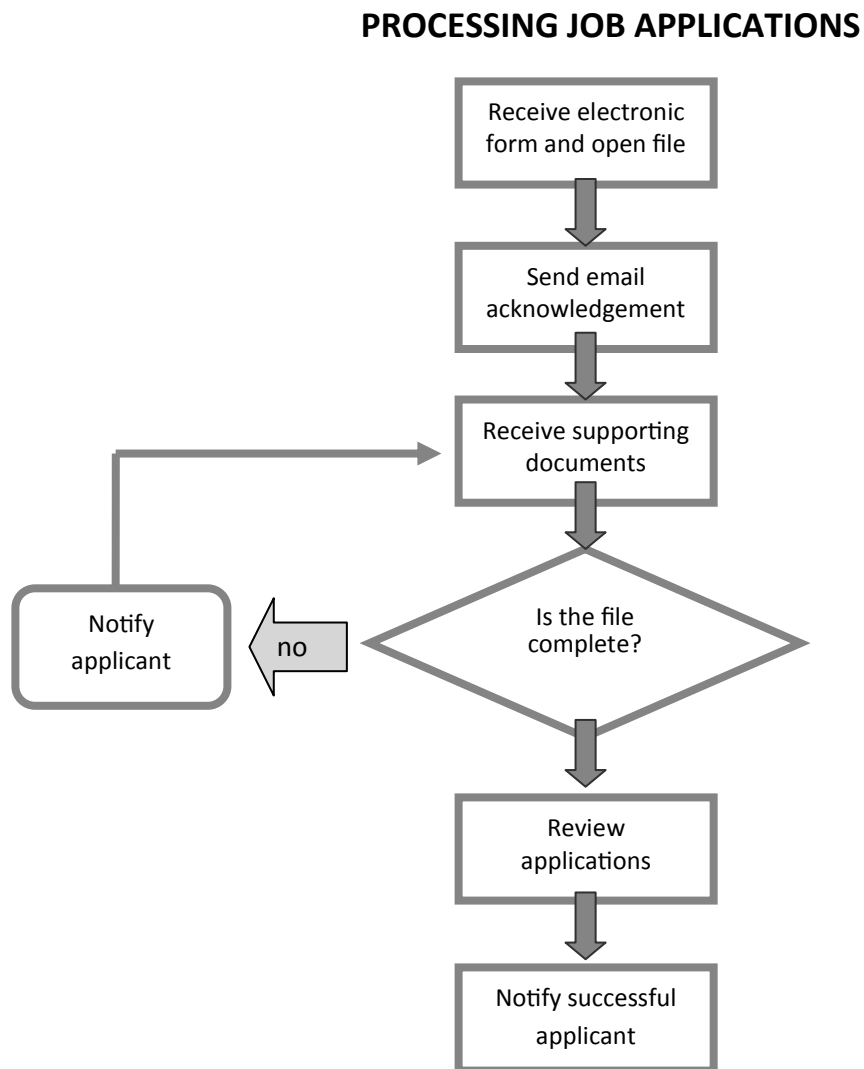 PROCESSING JOB APPLICATIONS
Receive electronic
form and open file
Send email
acknowledgement
Receive supporting
documents
Is the file
complete?
no
Notify
applicant
Review
applications
Notify successful
applicant